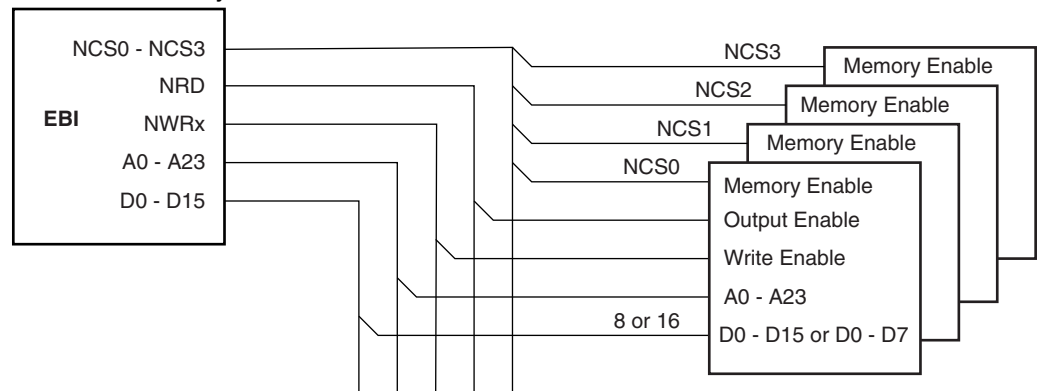 NCS0 - NCS3
NRD
EBI
NWRx
A0 - A23
D0 - D15
NCS3
Memory Enable
NCS2
Memory Enable
NCS1
Memory Enable
NCS0
Memory Enable
Output Enable
Write Enable
A0 - A23
8 or 16
D0 - D15 or D0 - D7